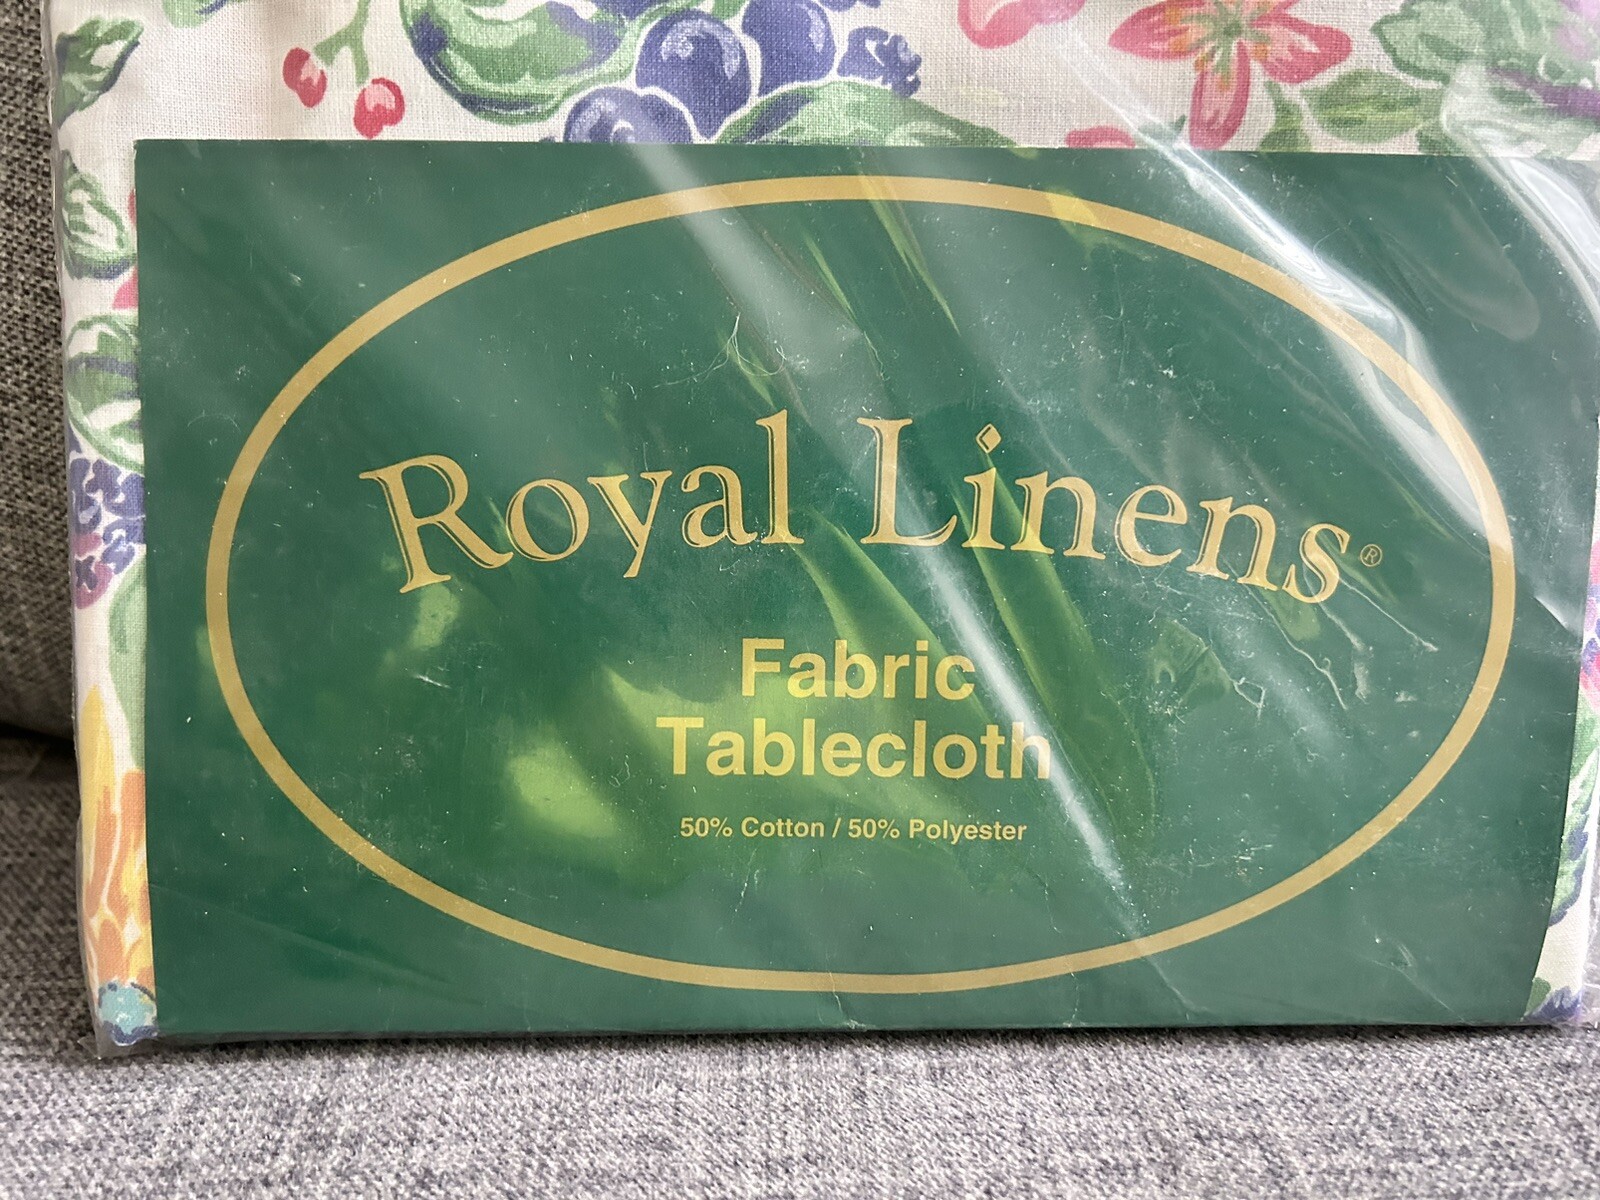 Royal Linens®
Fabric
Tablecloth
50% Cotton / 50% Polyester